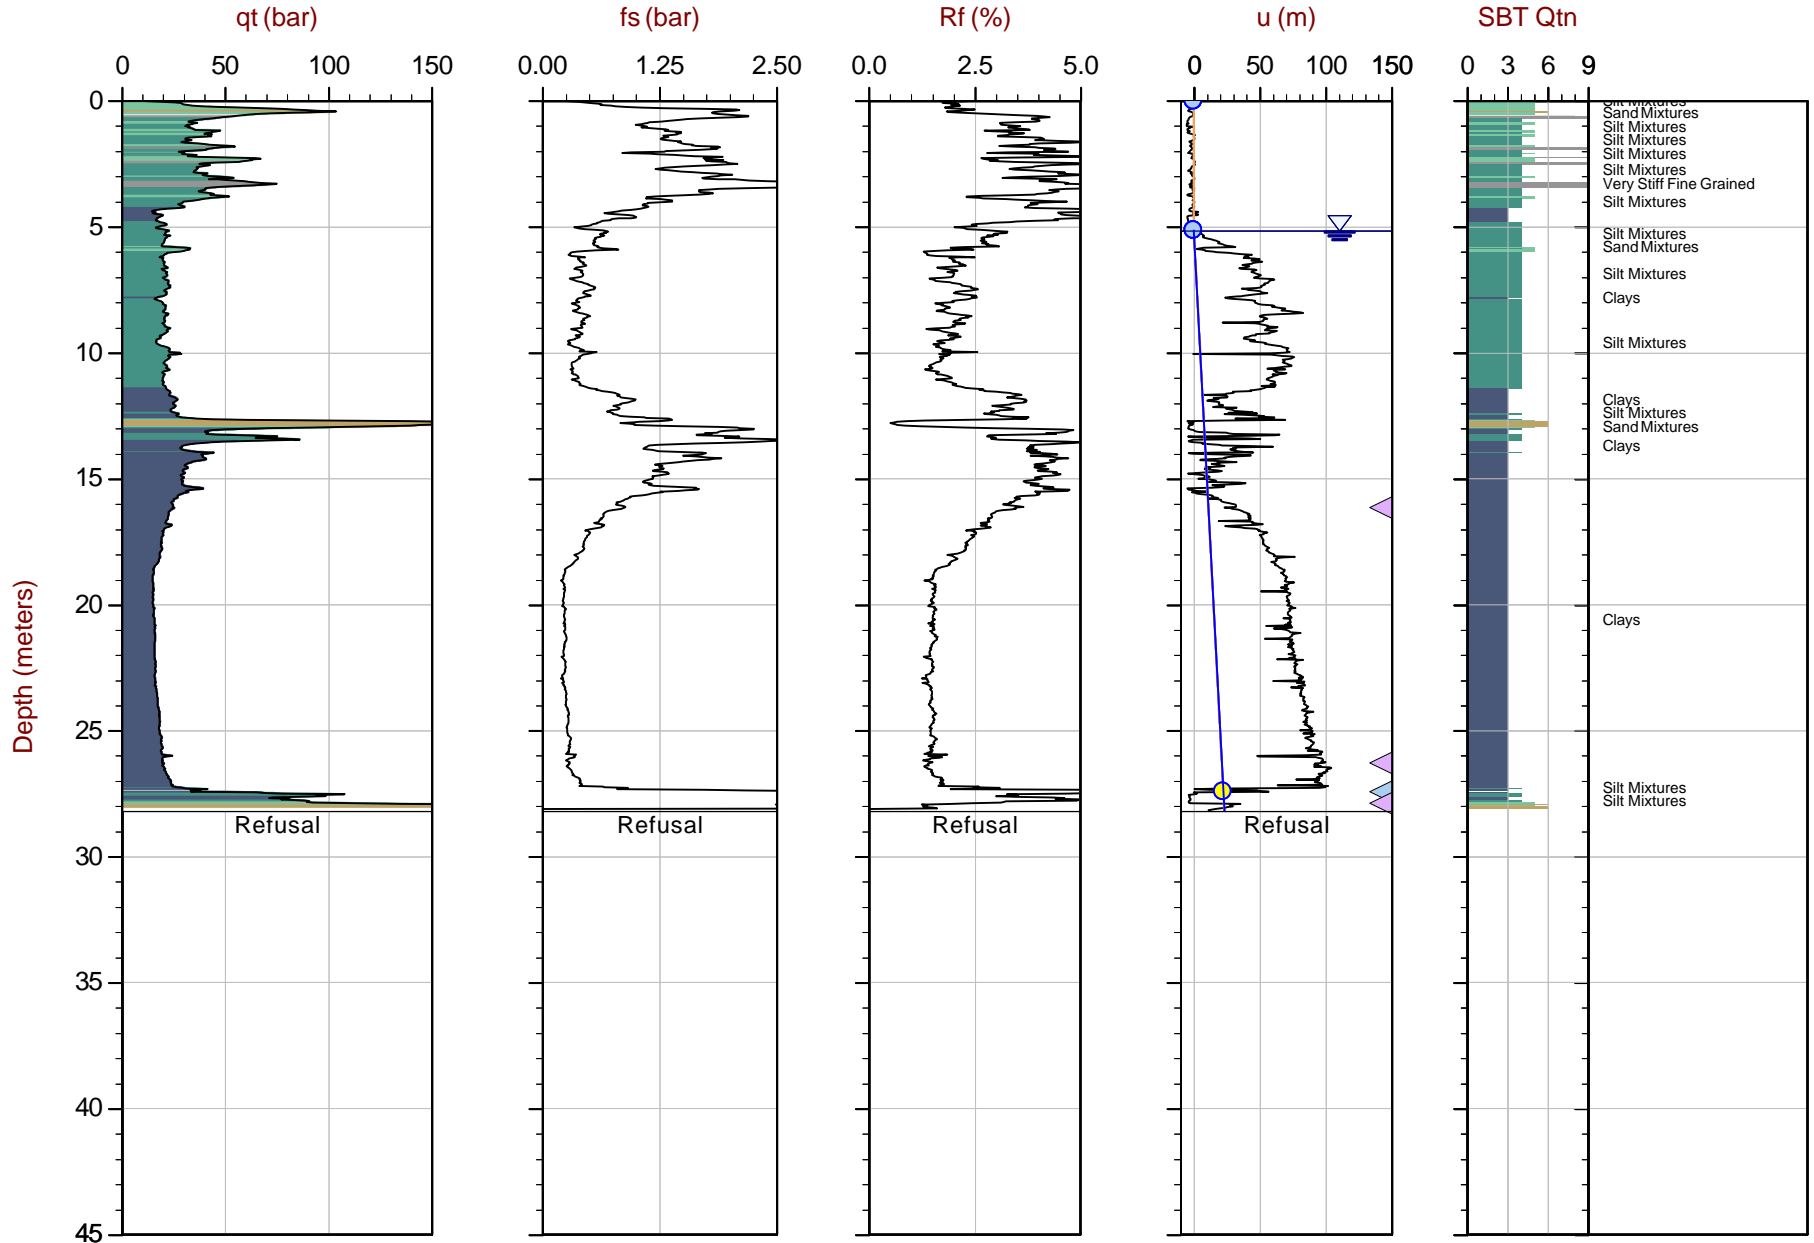 qt (bar) fs (bar) Rf (%) u (m) SBT Qtn
0 50 100 150 0.00 1.25 2.50 0.0 2.5 5.0 0 50 100 150 0 3 6 9
0
Silt Mixtures
Sand Mixtures
Silt Mixtures
Silt Mixtures
Silt Mixtures
Silt Mixtures
Very Stiff Fine Grained
Silt Mixtures
5
Silt Mixtures
Sand Mixtures
Silt Mixtures
Clays
Silt Mixtures
10
Clays
Silt Mixtures
Sand Mixtures
Clays
15
20
Clays
Depth (meters)
25
Silt Mixtures
Silt Mixtures
Refusal Refusal Refusal Refusal
30
35
40
45